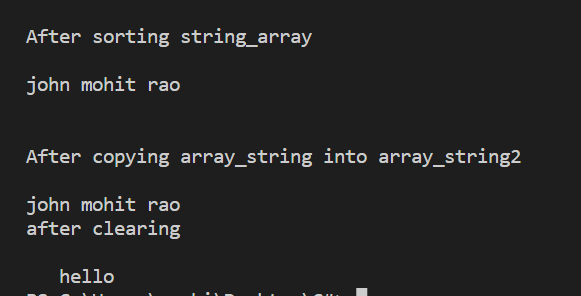 After sorting string_array
john mohit rao
After copying array_string into array_string2
john mohit rao
after clearing
hello